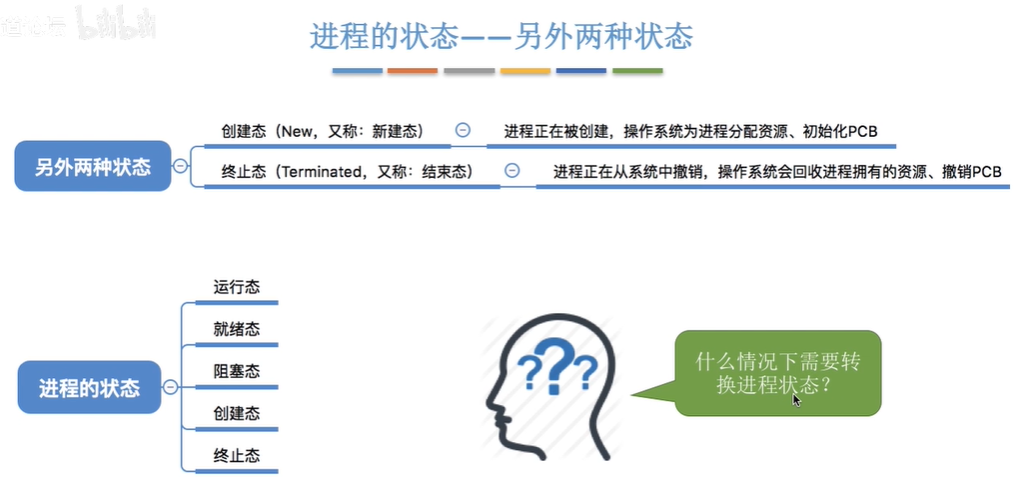 bilibili
进程的状态——另外两种状态
另外两种状态
创建态（New，又称：新建态）
进程正在被创建，操作系统为进程分配资源、初始化PCB
终止态（Terminated，又称：结束态）
进程正在从系统中撤销，操作系统会回收进程拥有的资源、撤销PCB
进程的状态
运行态
就绪态
阻塞态
创建态
终止态
???
什么情况下需要转
换进程状态？